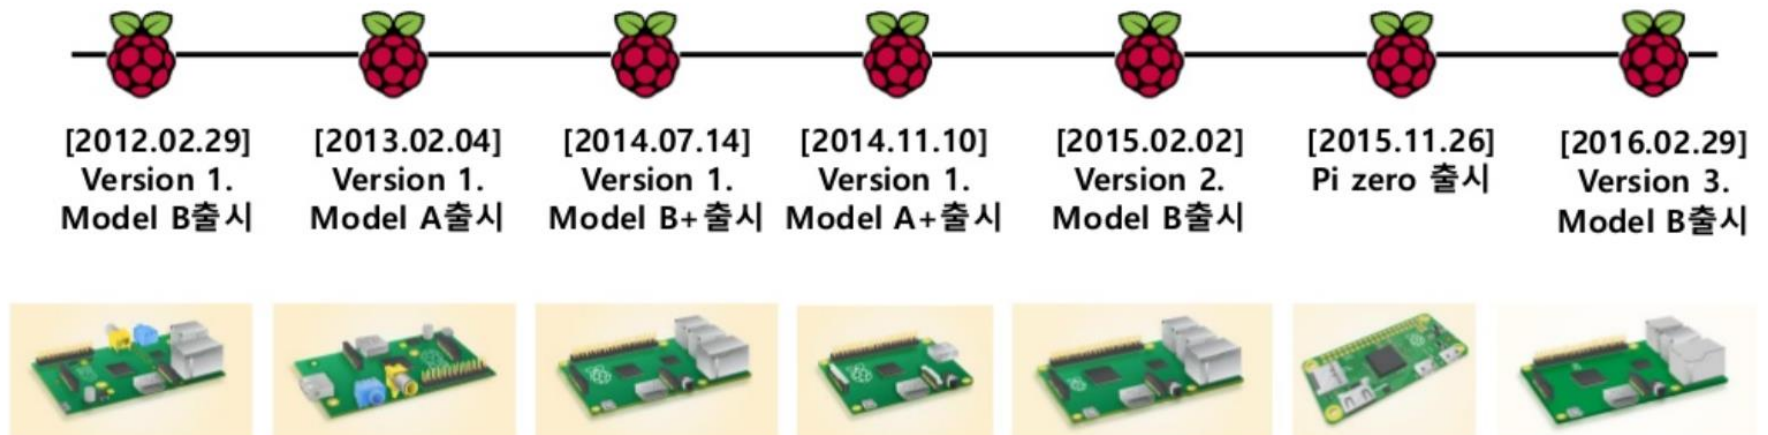 [2012.02.29]
Version 1.
Model B출시
[2013.02.04]
Version 1.
Model A출시
[2014.07.14]
Version 1.
Model B+출시
[2014.11.10]
Version 1.
Model A+출시
[2015.02.02]
Version 2.
Model B출시
[2015.11.26]
Pi zero 출시
[2016.02.29]
Version 3.
Model B출시